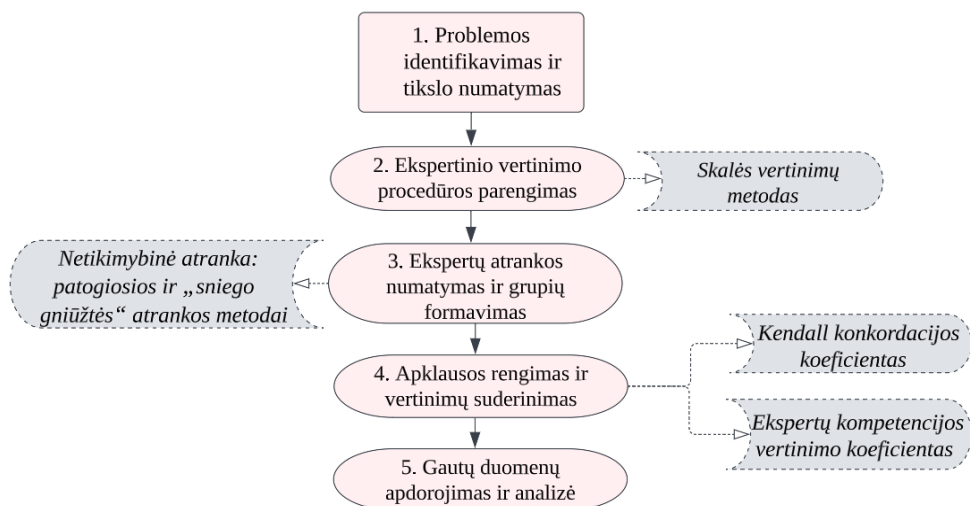 1. Problemos
identifikavimas ir
tikslo numatymas
2. Ekspertinio vertinimo
procedūros parengimas
Skalės vertinimų
metodas
Netikimybinė atranka:
patogiosios ir „sniego
gniūžtės“ atrankos metodai
3. Ekspertų atrankos
numatymas ir grupių
formavimas
Kendall konkordacijos
koeficientas
4. Apklausos rengimas ir
vertinimų suderinimas
Ekspertų kompetencijos
vertinimo koeficientas
5. Gautų duomenų
apdorojimas ir analizė